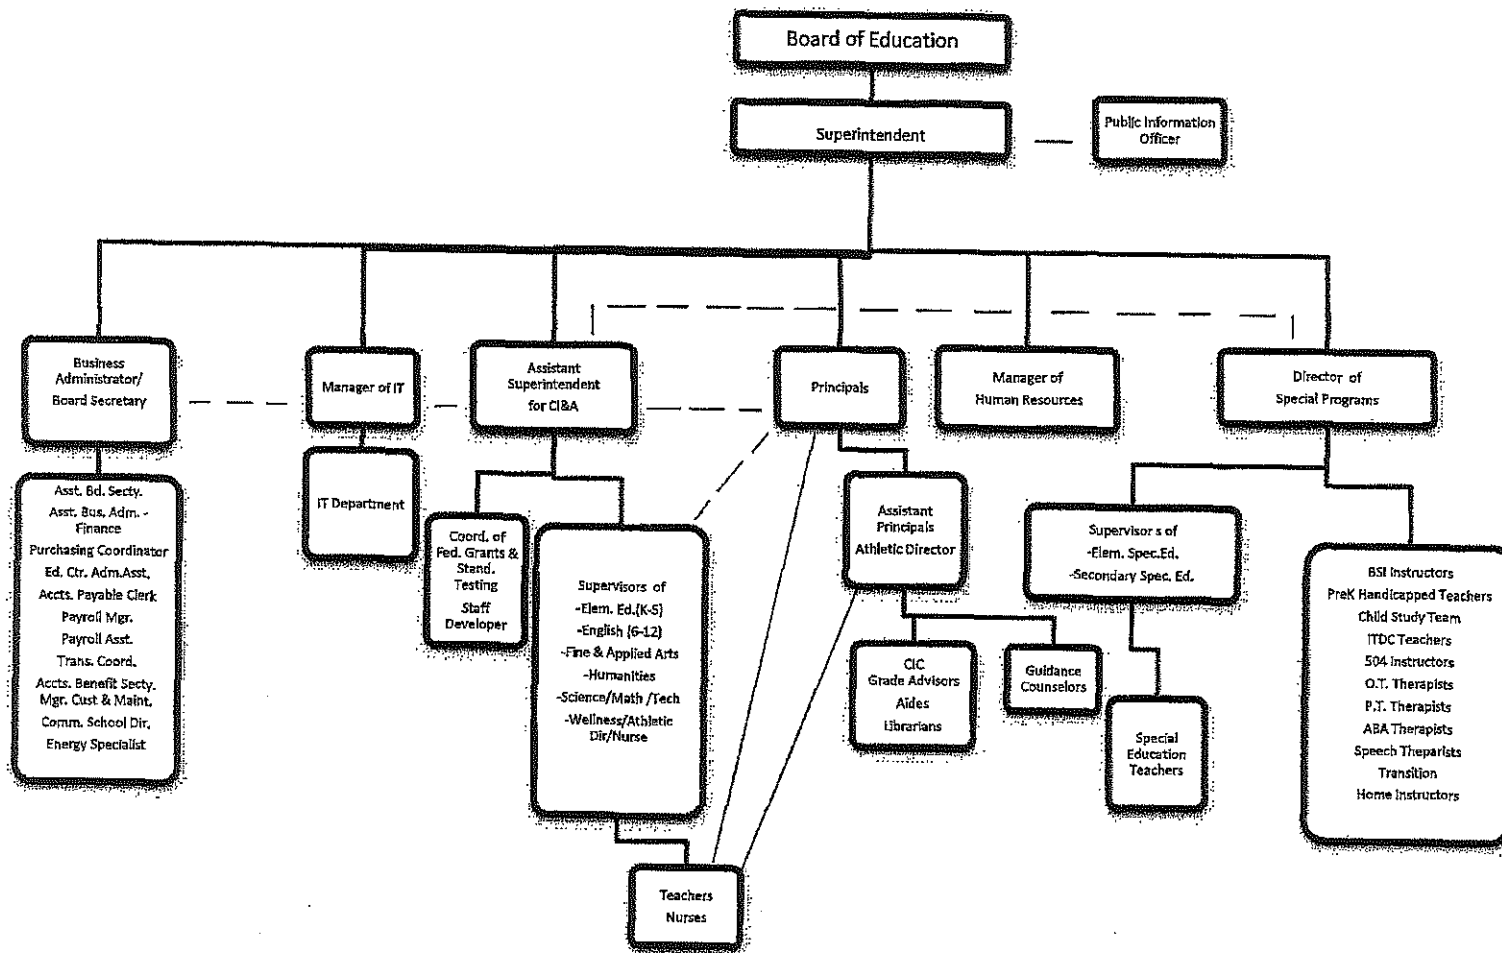 Board of Education
Superintendent
Public Information
Officer
Business
Administrator/
Board Secretary
Manager of IT
Assistant
Superintendent
for CI&A
Principals
Manager of
Human Resources
Director of
Special Programs
Asst. Bd. Secty.
Asst. Bus. Adm. -
Finance
Purchasing Coordinator
Ed. Ctr. Adm.Asst.
Accts. Payable Clerk
Payroll Mgr.
Payroll Asst.
Trans. Coord.
Accts. Benefit Secty.
Mgr. Cust & Maint.
Comm. School Dir.
Energy Specialist
IT Department
Coord. of
Fed. Grants &
Stand.
Testing
Staff
Developer
Supervisors of
-Elem. Ed.(K-5)
-English (6-12)
-Fine & Applied Arts
-Humanities
-Science/Math /Tech
-Wellness/Athletic
Dir/Nurse
Teachers
Nurses
Assistant
Principals
Athletic Director
CIC
Grade Advisors
Aides
Librarians
Guidance
Counselors
Supervisor s of
-Elem. Spec.Ed.
-Secondary Spec. Ed.
Special
Education
Teachers
BSI Instructors
PreK Handicapped Teachers
Child Study Team
ITDC Teachers
504 Instructors
O.T. Therapists
P.T. Therapists
ABA Therapists
Speech Theparists
Transition
Home Instructors